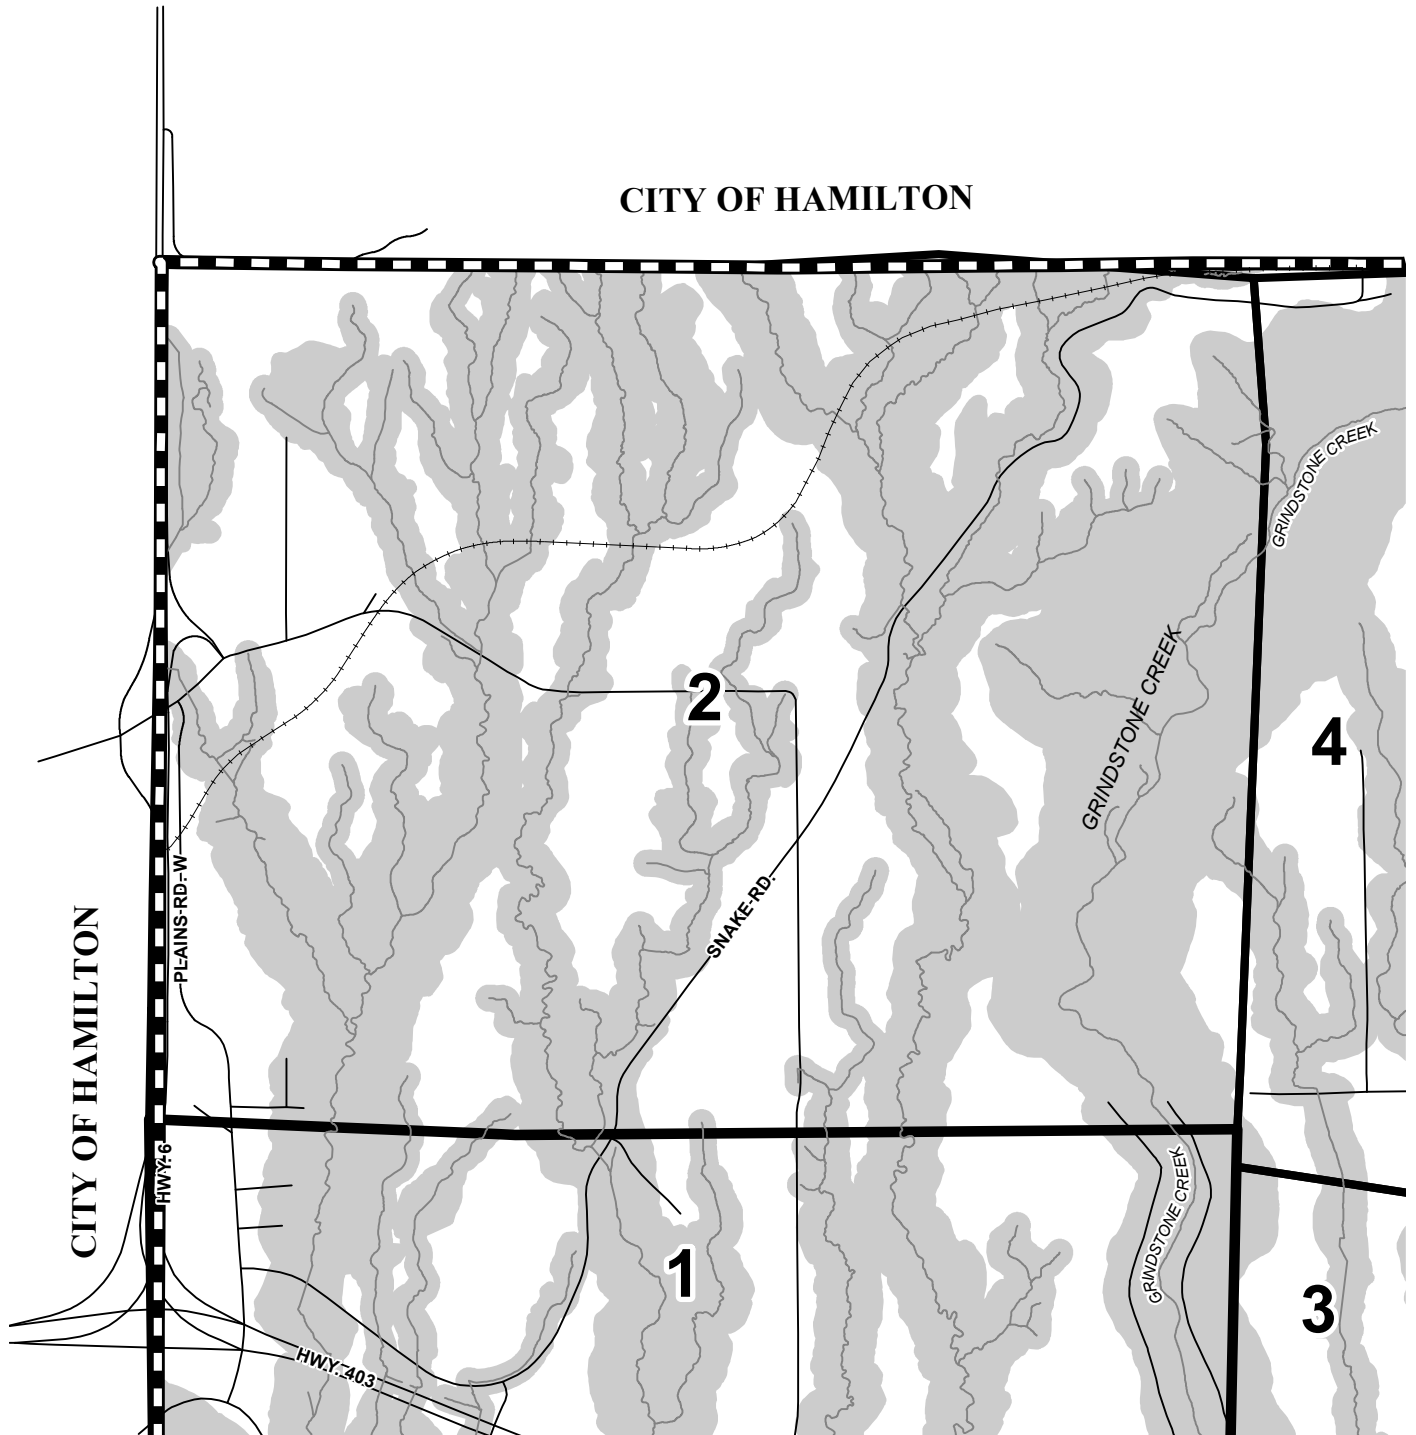 CITY OF HAMILTON
GRINDSTONE CREEK
GRINDSTONE CREEK
2
4
PLAINS RD. W
SNAKE RD.
CITY OF HAMILTON
HWY. 6
GRINDSTONE CREEK
1
3
HWY. 403